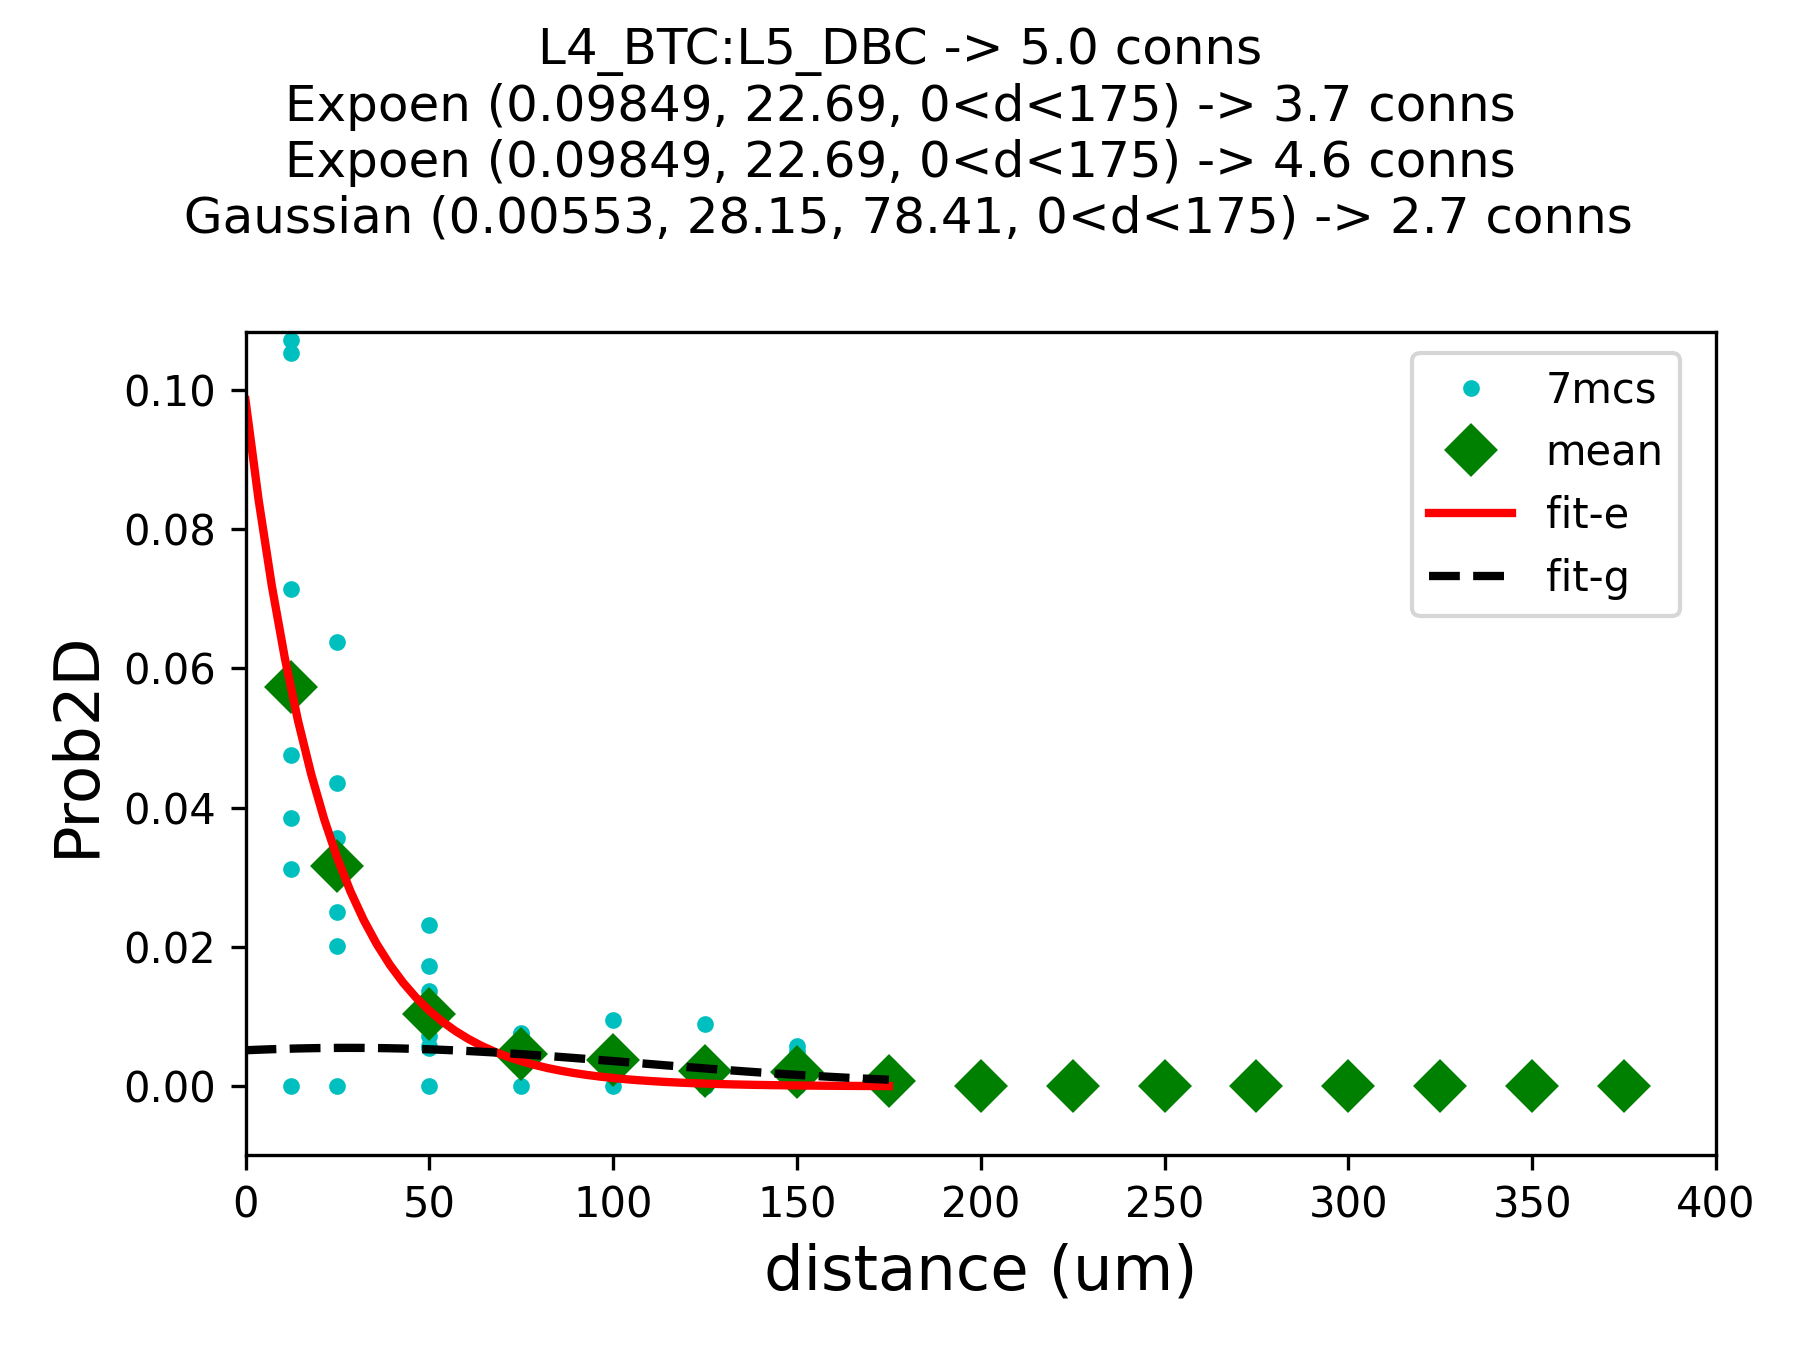 L4_BTC:L5_DBC -> 5.0 conns
Expoen (0.09849, 22.69, 0<d<175) -> 3.7 conns
Expoen (0.09849, 22.69, 0<d<175) -> 4.6 conns
Gaussian (0.00553, 28.15, 78.41, 0<d<175) -> 2.7 conns
7mcs
mean
fit-e
fit-g
Prob2D
0.10
0.08
0.06
0.04
0.02
0.00
0 50 100 150 200 250 300 350 400
distance (um)